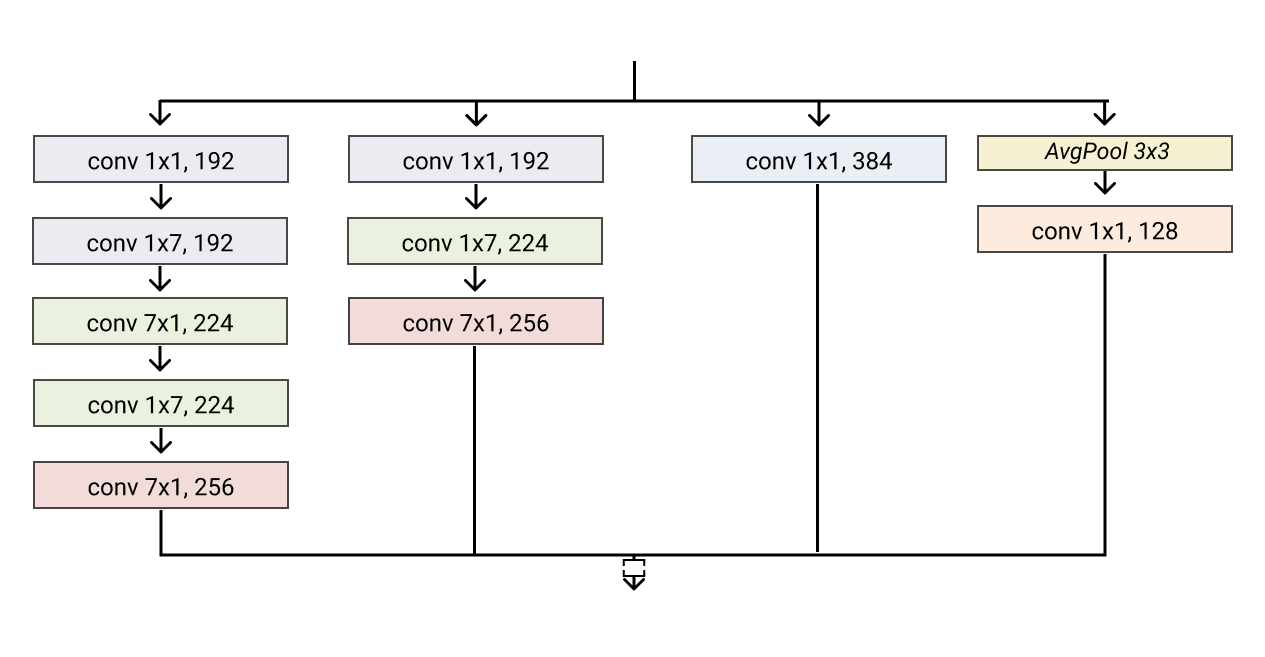 conv 1x1, 192
conv 1x7, 192
conv 7x1, 224
conv 1x7, 224
conv 7x1, 256
conv 1x1, 192
conv 1x7, 224
conv 7x1, 256
conv 1x1, 384
AvgPool 3x3
conv 1x1, 128